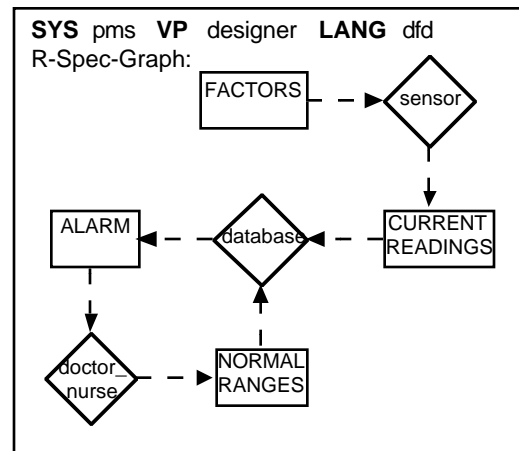 SYS pms VP designer LANG dfd
R-Spec-Graph:
FACTORS
sensor
ALARM
database
CURRENT
READINGS
doctor_
nurse
NORMAL
RANGES